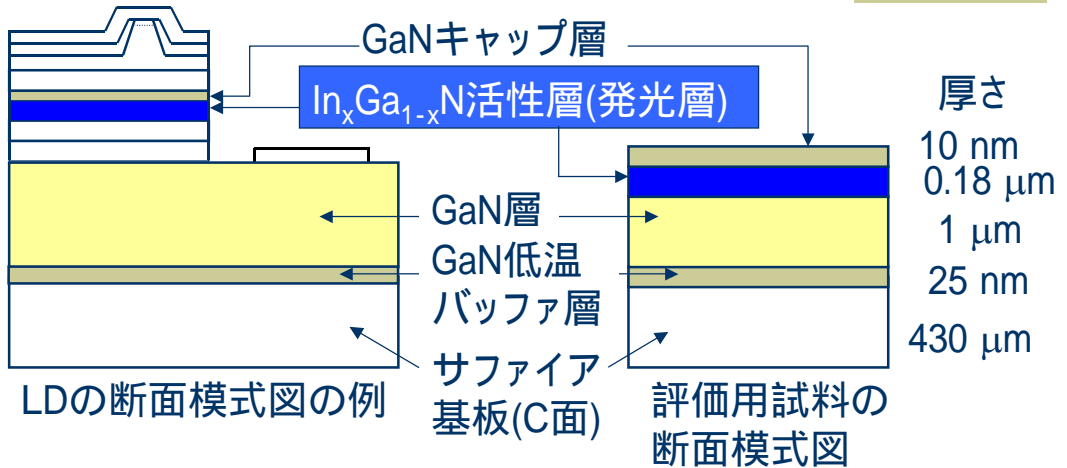 GaNキャップ層
InxGa1-xN活性層(発光層)
厚さ
10 nm
0.18 μm
GaN層
1 μm
GaN低温
バッファ層
25 nm
430 μm
サファイア
基板(C面)
LDの断面模式図の例
評価用試料の
断面模式図